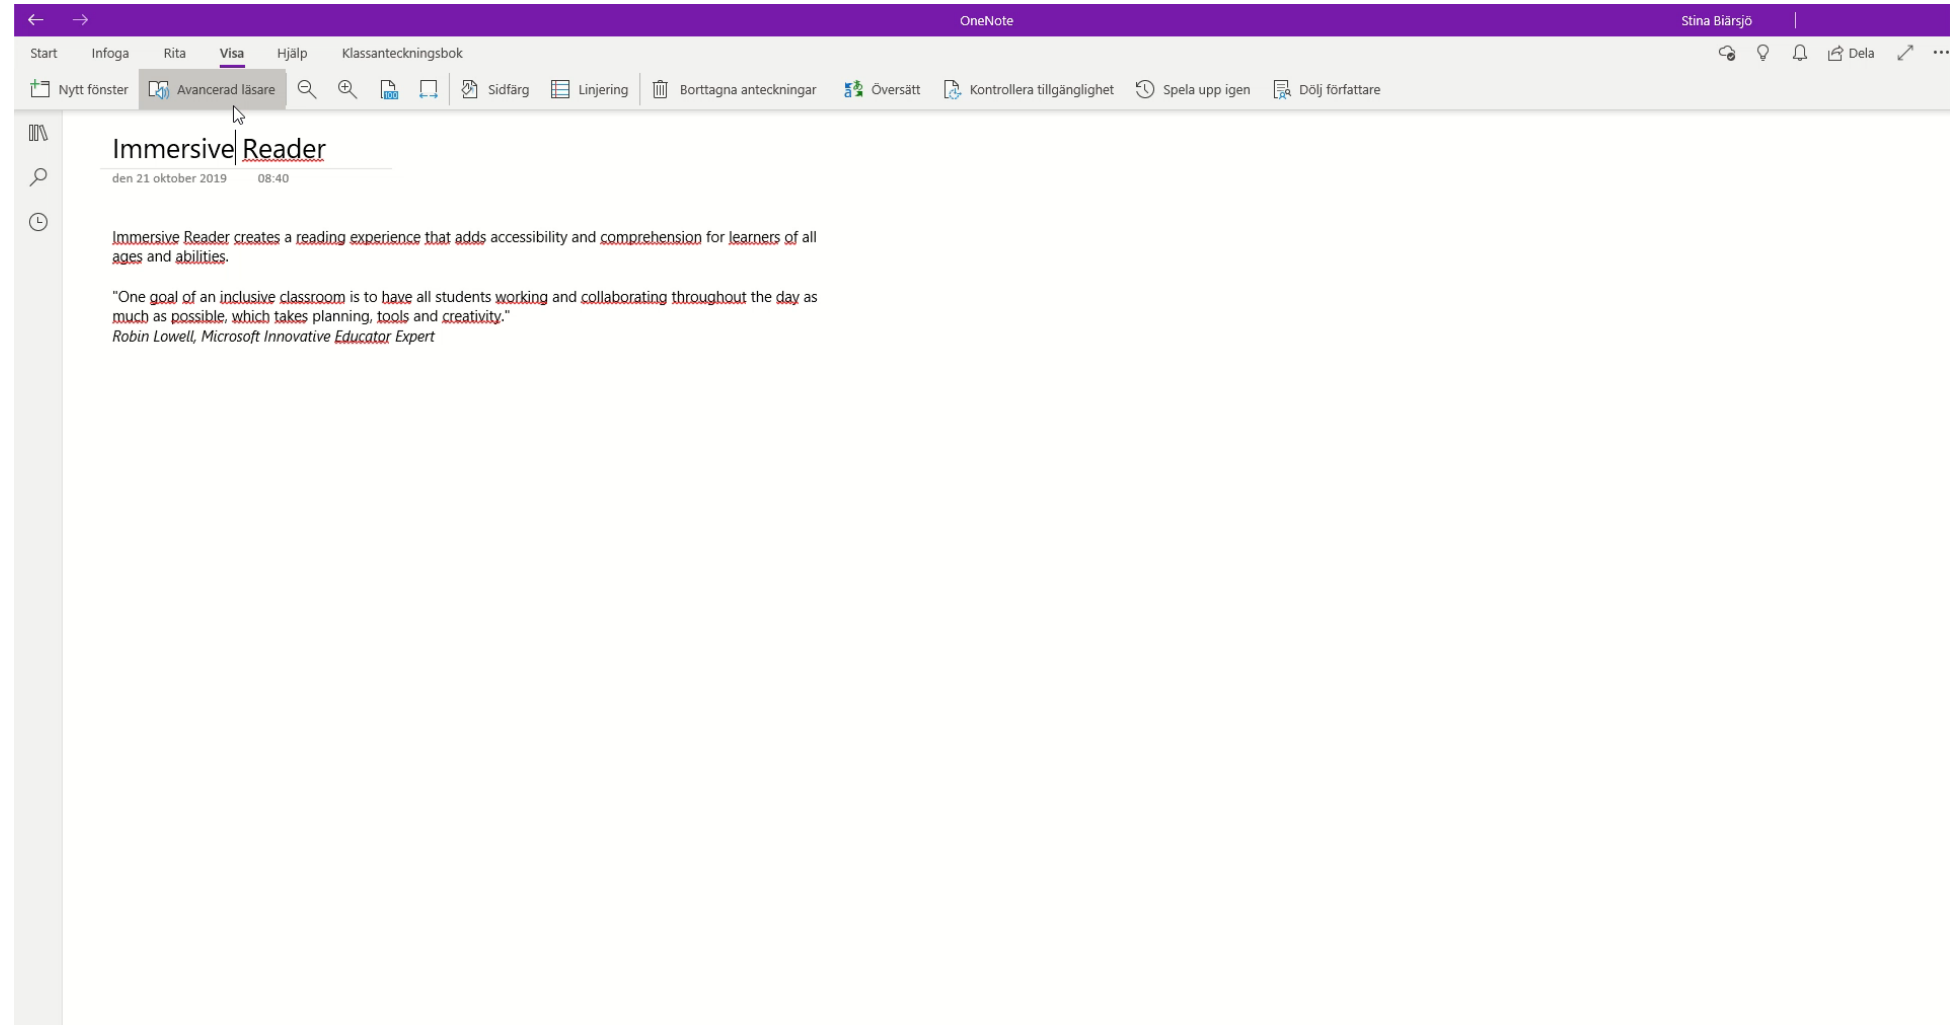 OneNote
Stina Biärsjö
Start Infoga Rita Visa Hjälp Klassanteckningsbok Dela
Nytt fönster Avancerad läsare 100 Sidfärg Linjering Borttagna anteckningar Översätt Kontrollera tillgänglighet Spela upp igen Dölj författare
Immersive Reader
den 21 oktober 2019 08:40
Immersive Reader creates a reading experience that adds accessibility and comprehension for learners of all
ages and abilities.
"One goal of an inclusive classroom is to have all students working and collaborating throughout the day as
much as possible, which takes planning, tools and creativity."
Robin Lowell, Microsoft Innovative Educator Expert